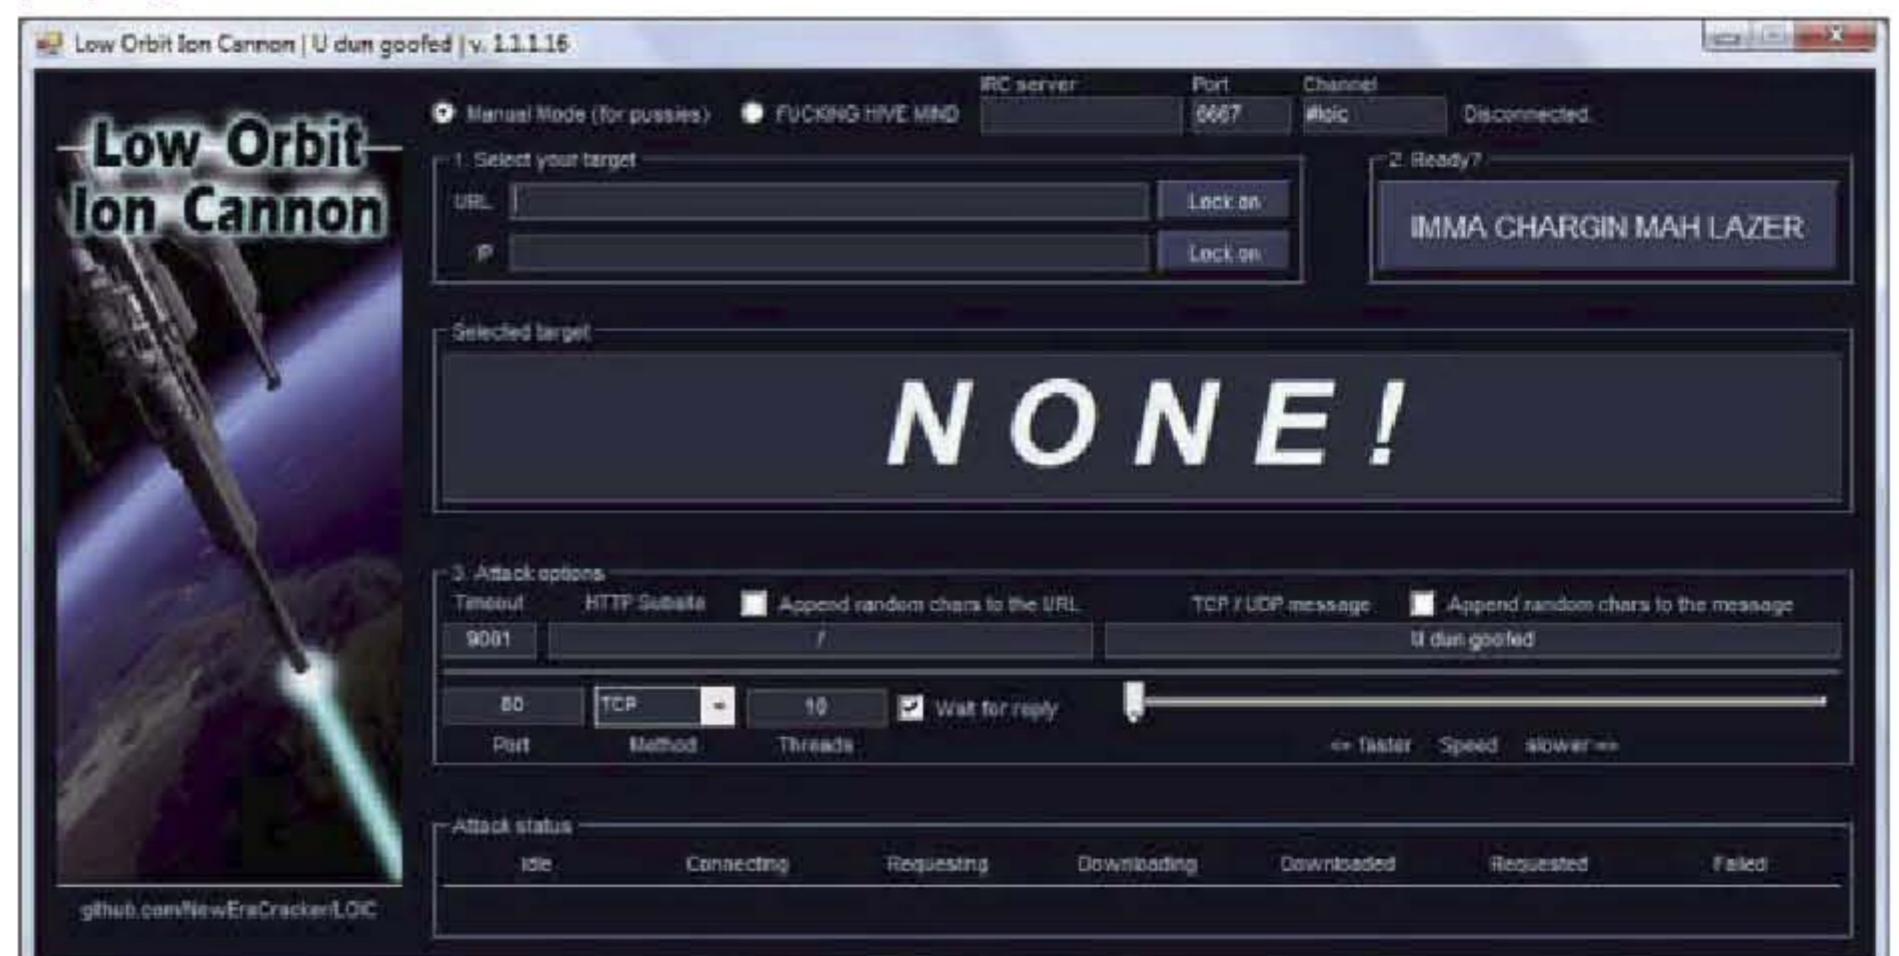 Low Orbit Ion Cannon | U dun goofed | v. 1.1.1.16
Low Orbit
Ion Cannon
IRC server Port Channel
Manual Mode (for pussies) FUCKING HIVE MIND 6667 #loic Disconnected.
1. Select your target
URL Lock on
IP Lock on
2. Ready?
IMMA CHARGIN MAH LAZER
Selected target
NONE!
3. Attack options
Timeout HTTP Subsite Append random chars to the URL TCP / UDP message Append random chars to the message
9001 / U dun goofed
80 TCP 10 Wait for reply
Port Method Threads <= faster Speed slower =>
Attack status
Idle Connecting Requesting Downloading Downloaded Requested Failed
github.com/NewEraCracker/LOIC